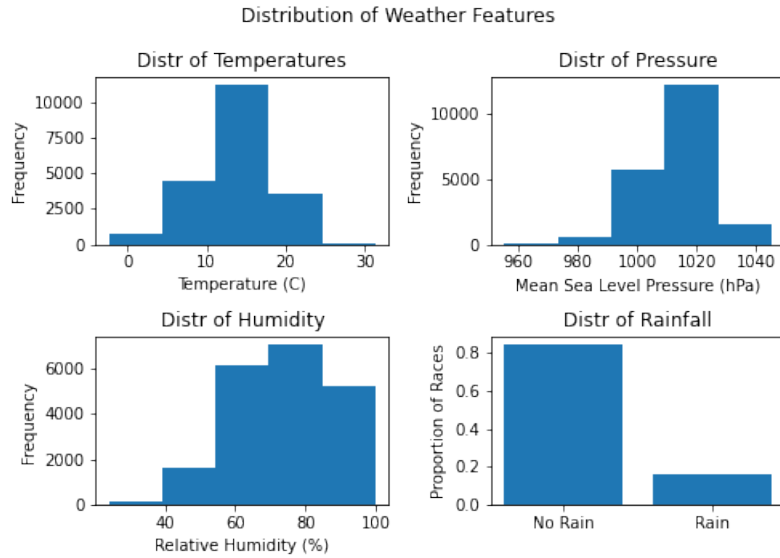 Distribution of Weather Features
Distr of Temperatures
10000
7500
5000
2500
0
Frequency
0 10 20 30
Temperature (C)
Distr of Pressure
10000
5000
0
Frequency
960 980 1000 1020 1040
Mean Sea Level Pressure (hPa)
Distr of Humidity
6000
4000
2000
0
Frequency
40 60 80 100
Relative Humidity (%)
Distr of Rainfall
0.8
0.6
0.4
0.2
0.0
Proportion of Races
No Rain Rain